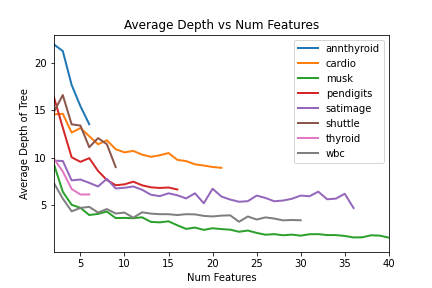 Average Depth vs Num Features
annthyroid
cardio
musk
pendigits
satimage
shuttle
thyroid
wbc
20
15
10
5
Average Depth of Tree
5 10 15 20 25 30 35 40
Num Features